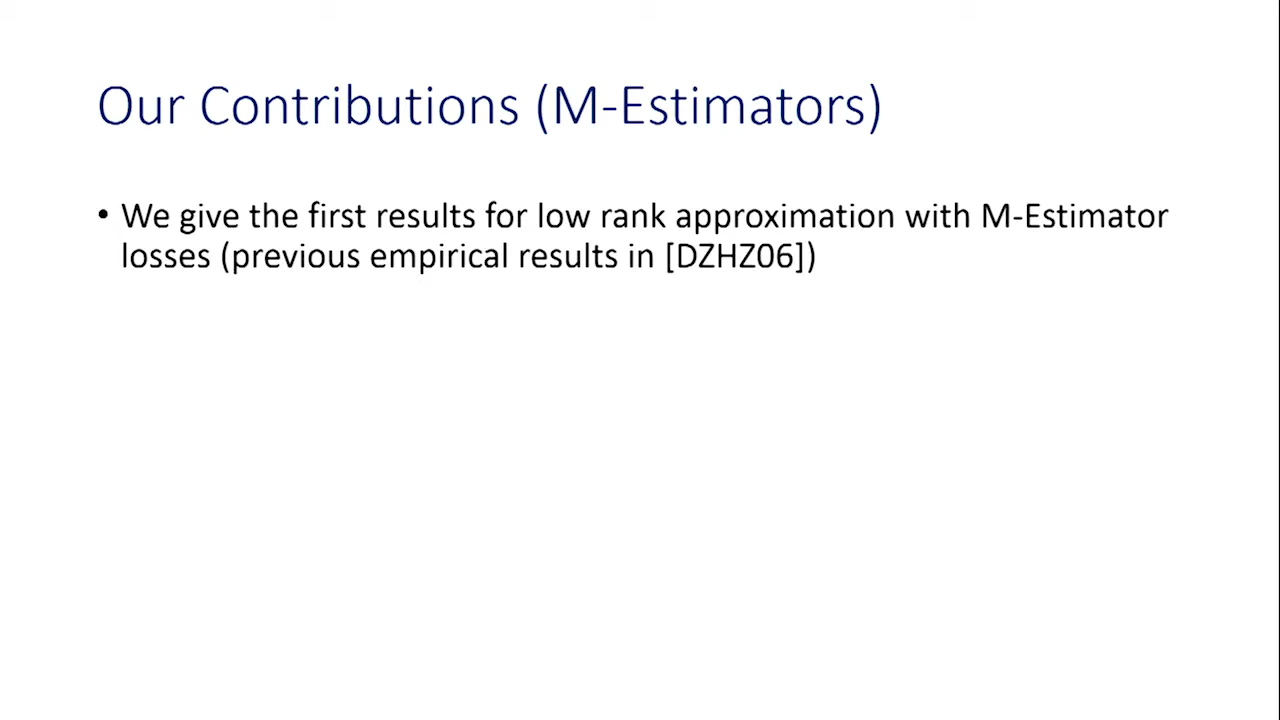 Our Contributions (M-Estimators)
• We give the first results for low rank approximation with M-Estimator
losses (previous empirical results in [DZHZ06])